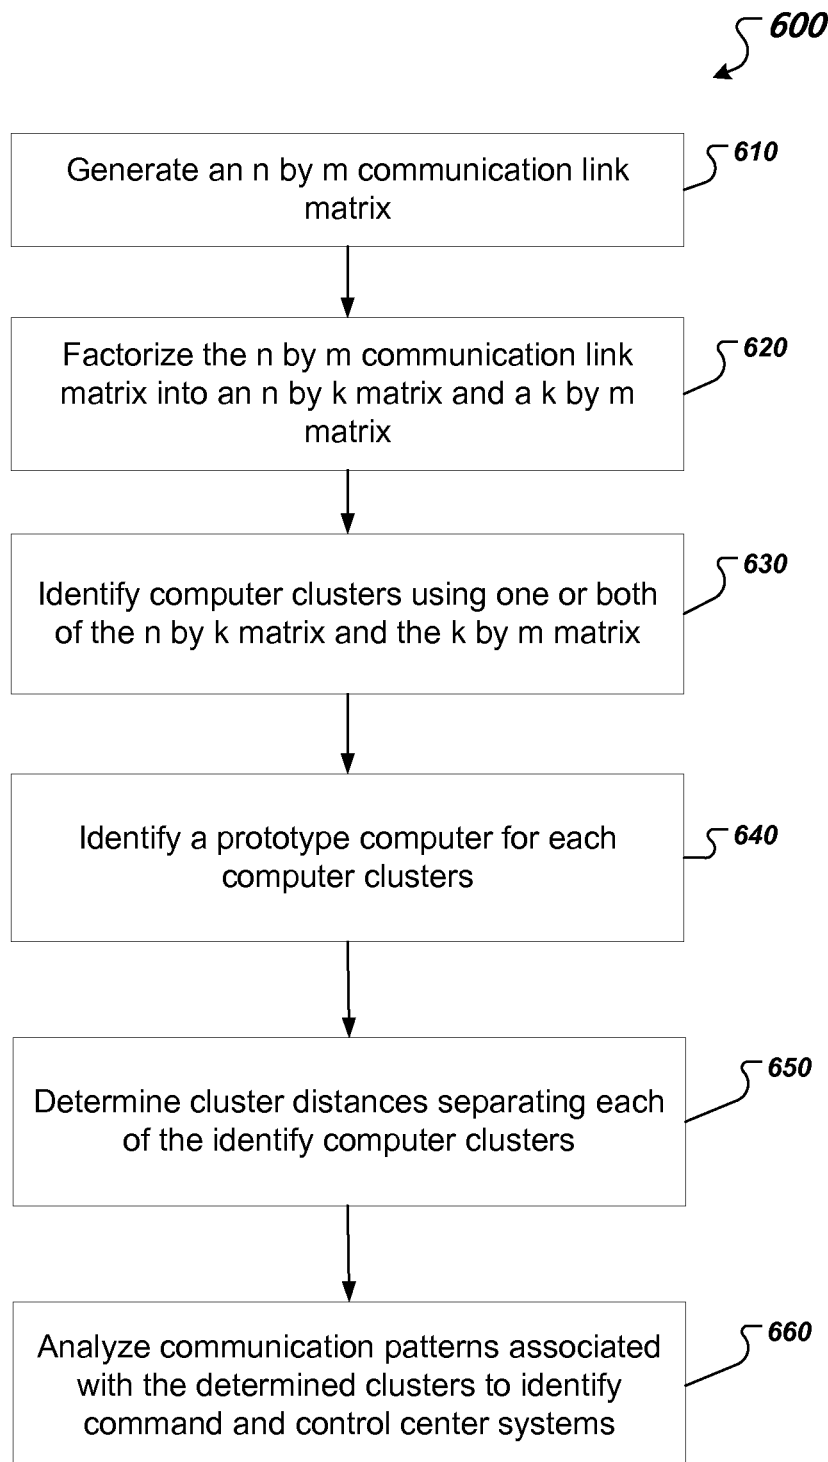 600
Generate an n by m communication link
matrix
610
Factorize the n by m communication link
matrix into an n by k matrix and a k by m
matrix
620
Identify computer clusters using one or both
of the n by k matrix and the k by m matrix
630
Identify a prototype computer for each
computer clusters
640
Determine cluster distances separating each
of the identify computer clusters
650
Analyze communication patterns associated
with the determined clusters to identify
command and control center systems
660